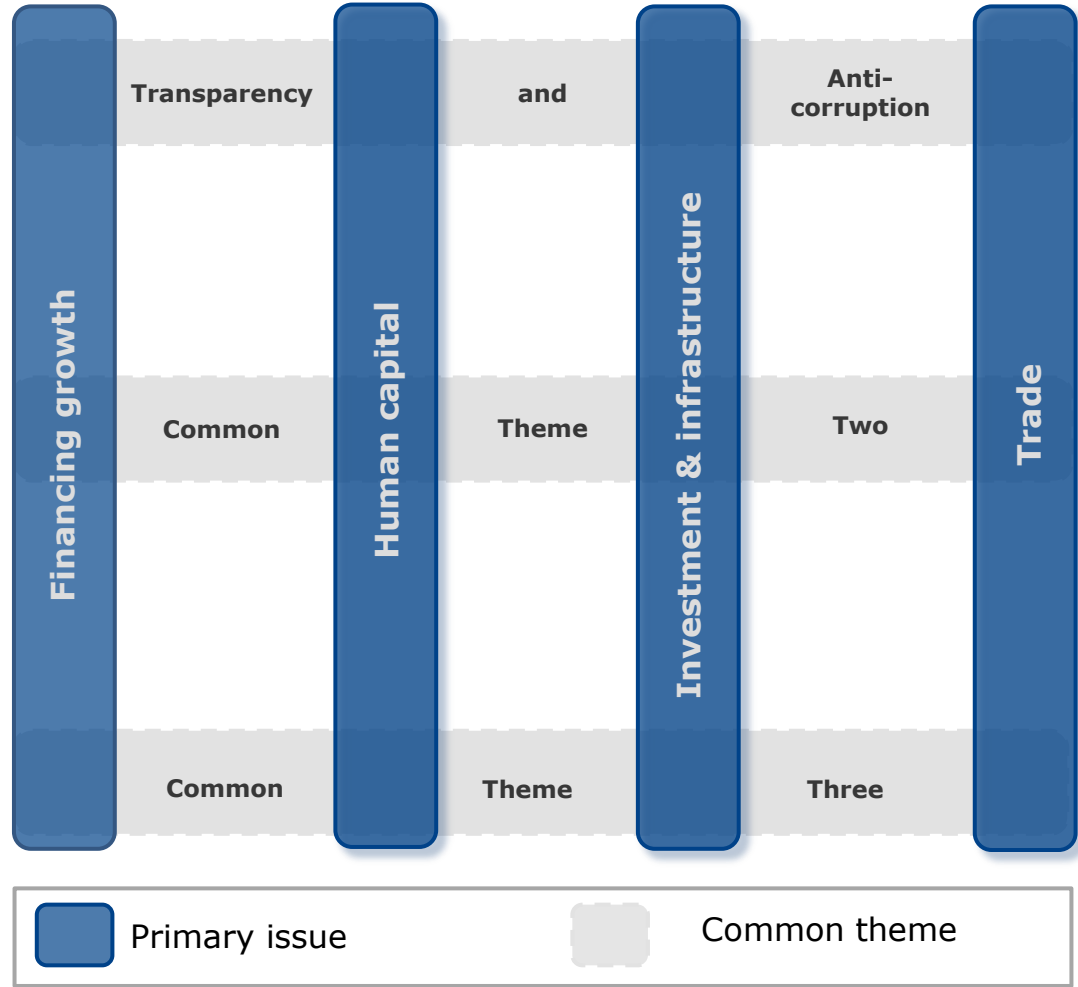 Transparency
and
Anti-
corruption
Financing growth
Human capital
Investment & infrastructure
Trade
Common
Theme
Two
Common
Theme
Three
Primary issue
Common theme